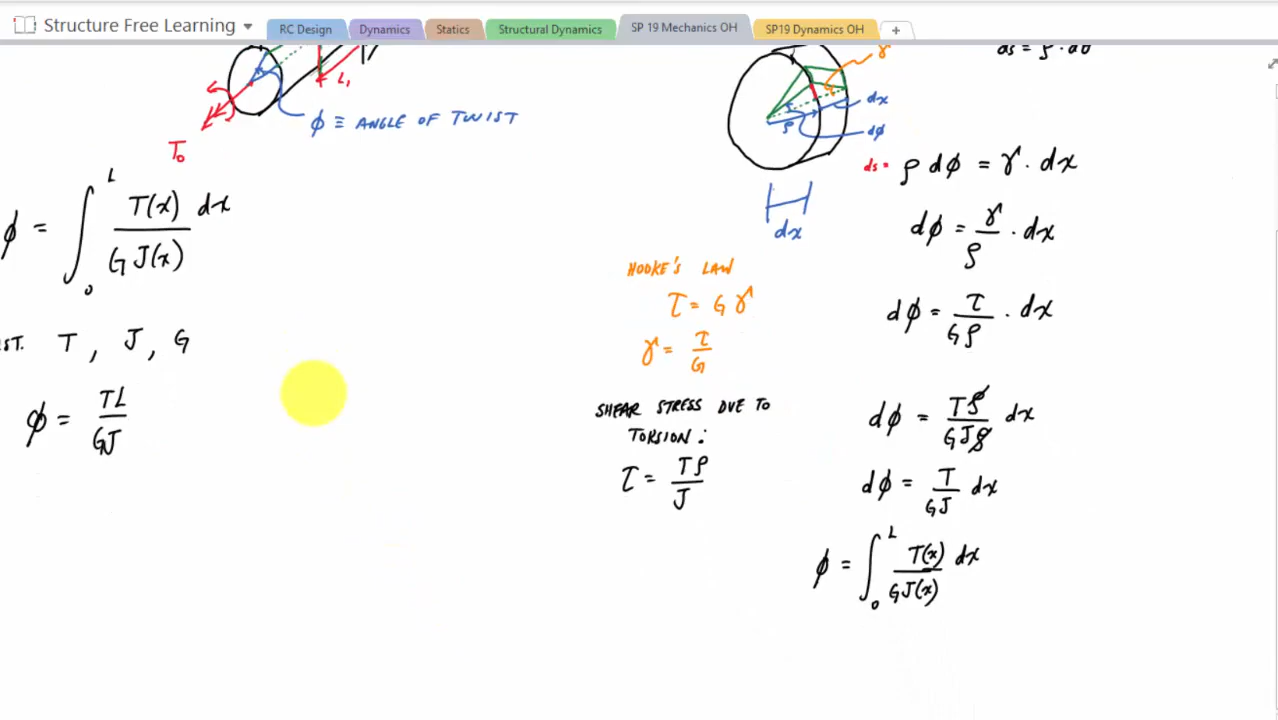 Structure Free Learning
RC Design
Dynamics
Statics
Structural Dynamics
SP 19 Mechanics OH
SP19 Dynamics OH
+
L₁
φ ≡ ANGLE OF TWIST
T₀
φ = ∫₀ᴸ T(x)/GJ(x) dx
T, J, G
φ = TL/GJ
ds = ρ · dθ
γ
dx
ρ
dφ
dx
ds = ρ dφ = γ · dx
dφ = γ/ρ · dx
dφ = τ/Gρ · dx
HOOKE'S LAW
τ = G γ
γ = τ/G
SHEAR STRESS DUE TO
TORSION:
τ = Tρ/J
dφ = Tρ/GJρ dx
dφ = T/GJ dx
φ = ∫₀ᴸ T(x)/GJ(x) dx